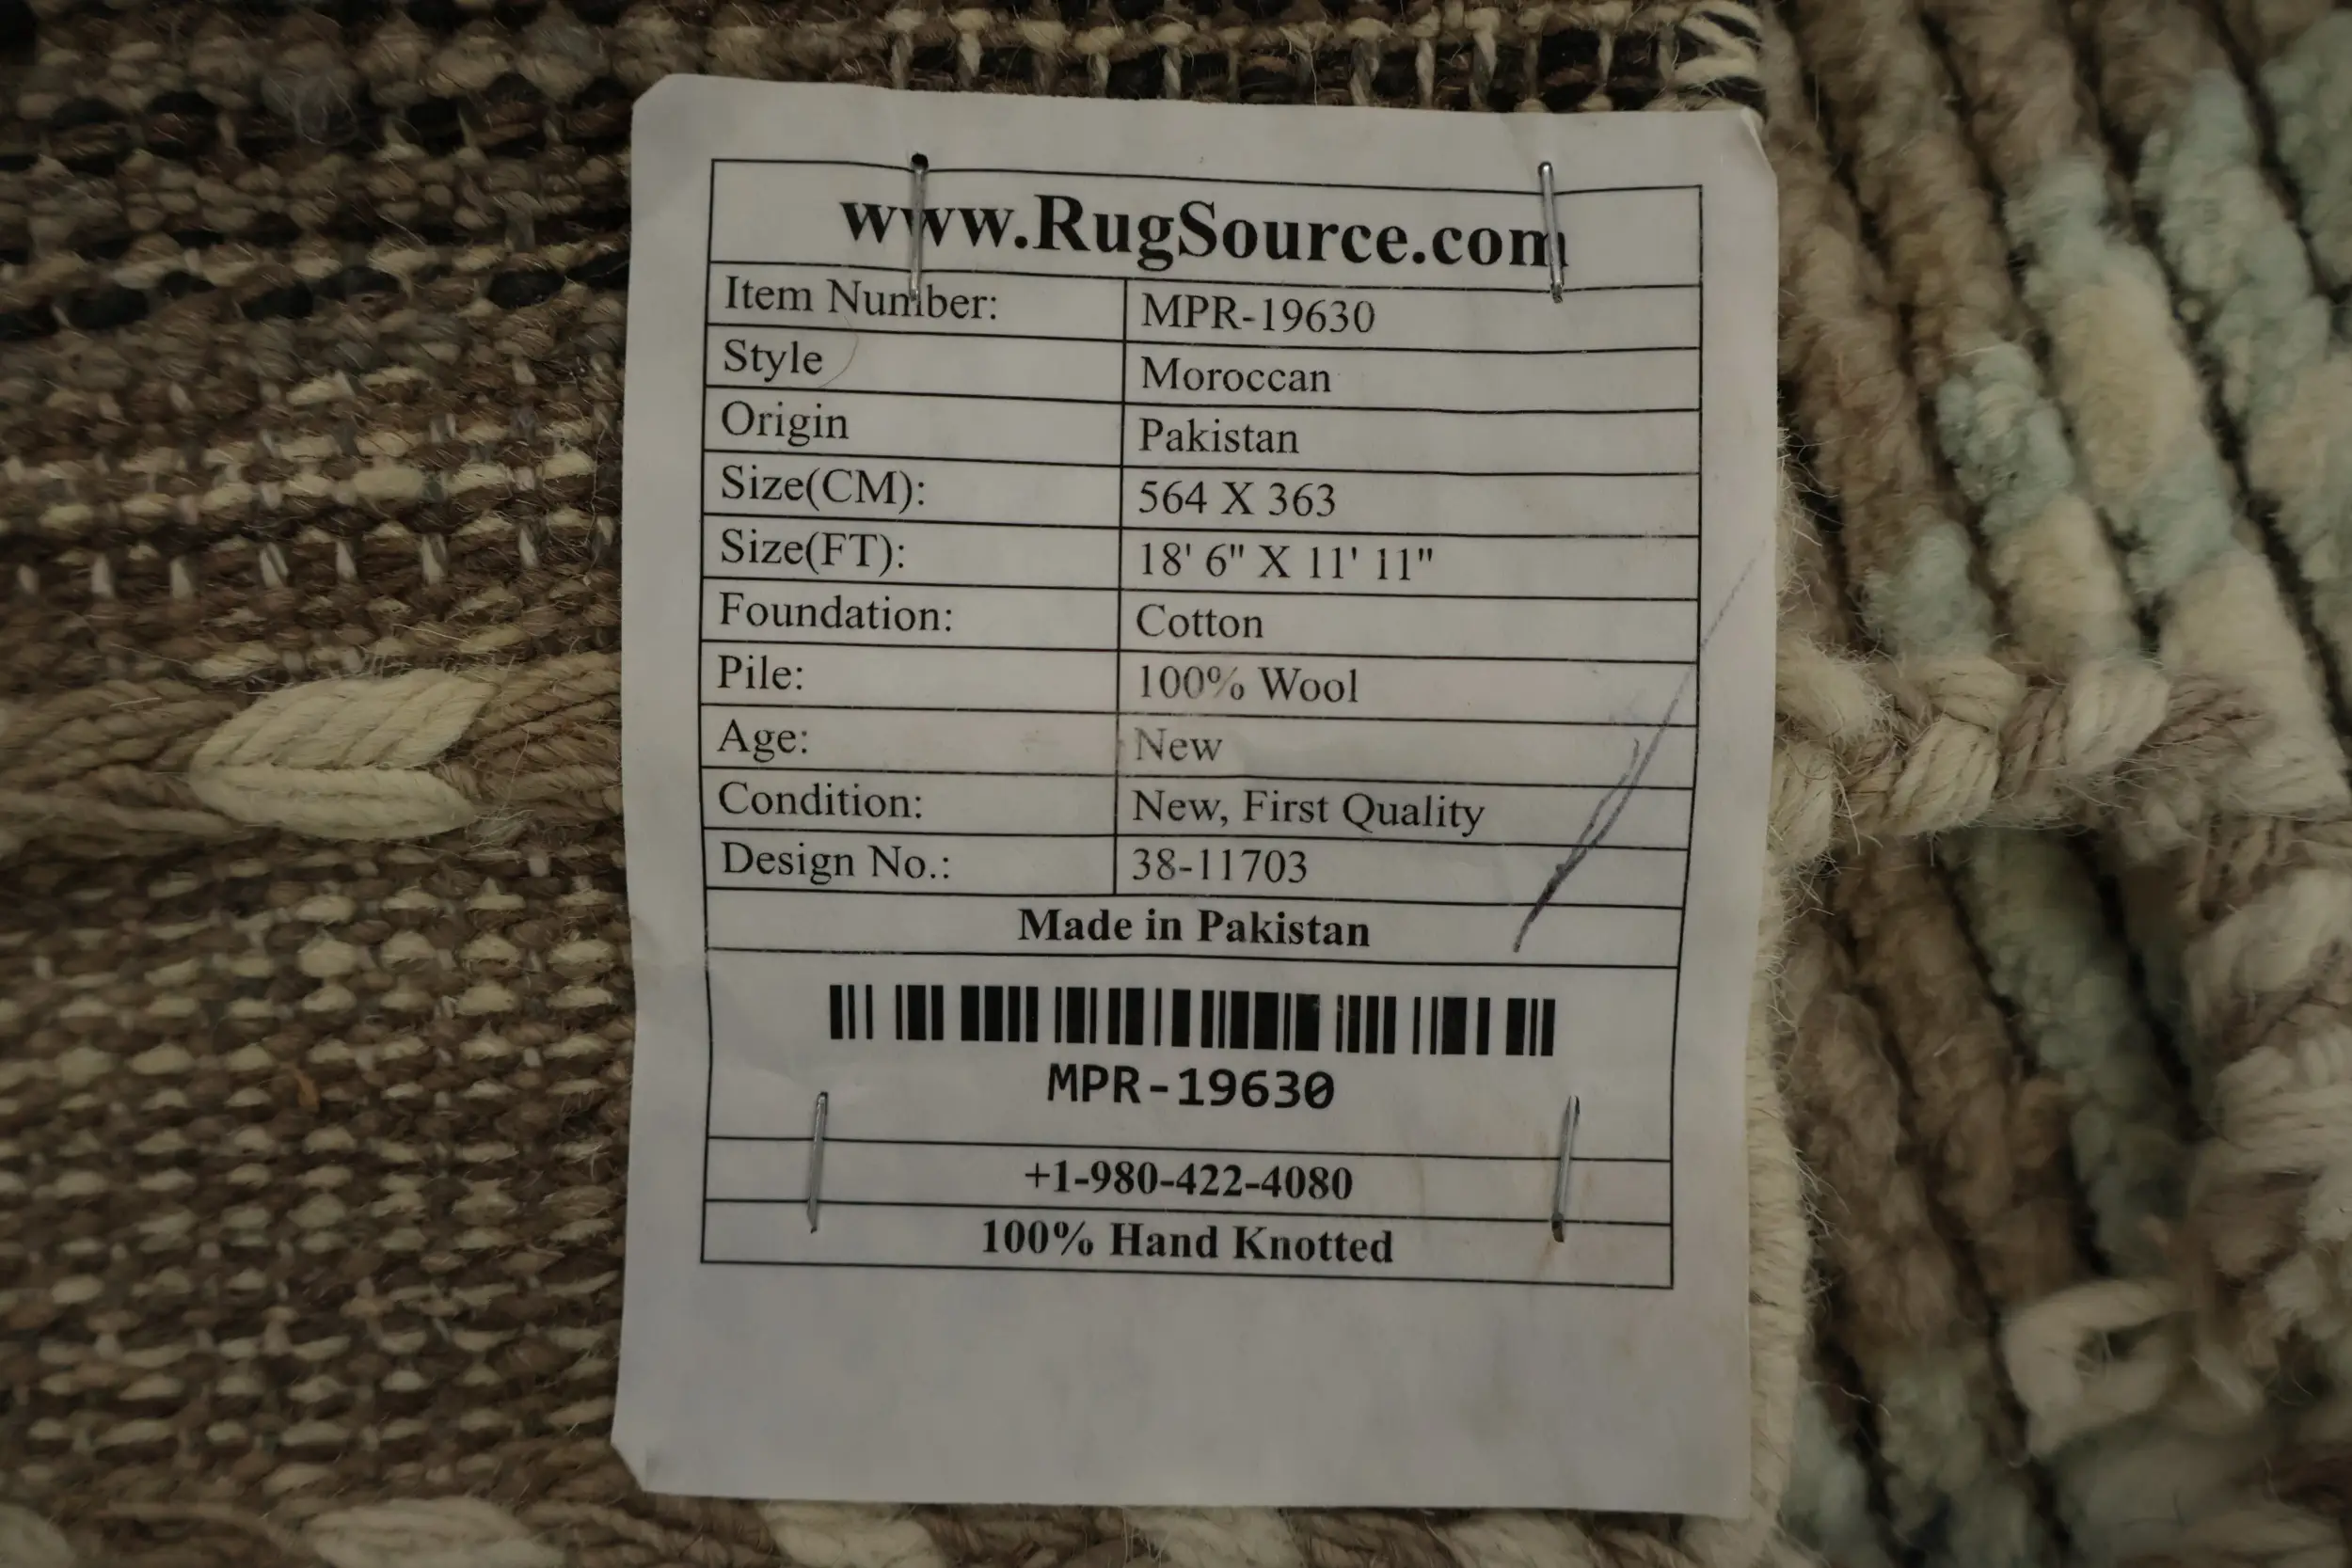 www.RugSource.com
Item Number: MPR-19630
Style Moroccan
Origin Pakistan
Size(CM): 564 X 363
Size(FT): 18' 6" X 11' 11"
Foundation: Cotton
Pile: 100% Wool
Age: New
Condition: New, First Quality
Design No.: 38-11703
Made in Pakistan
MPR-19630
+1-980-422-4080
100% Hand Knotted